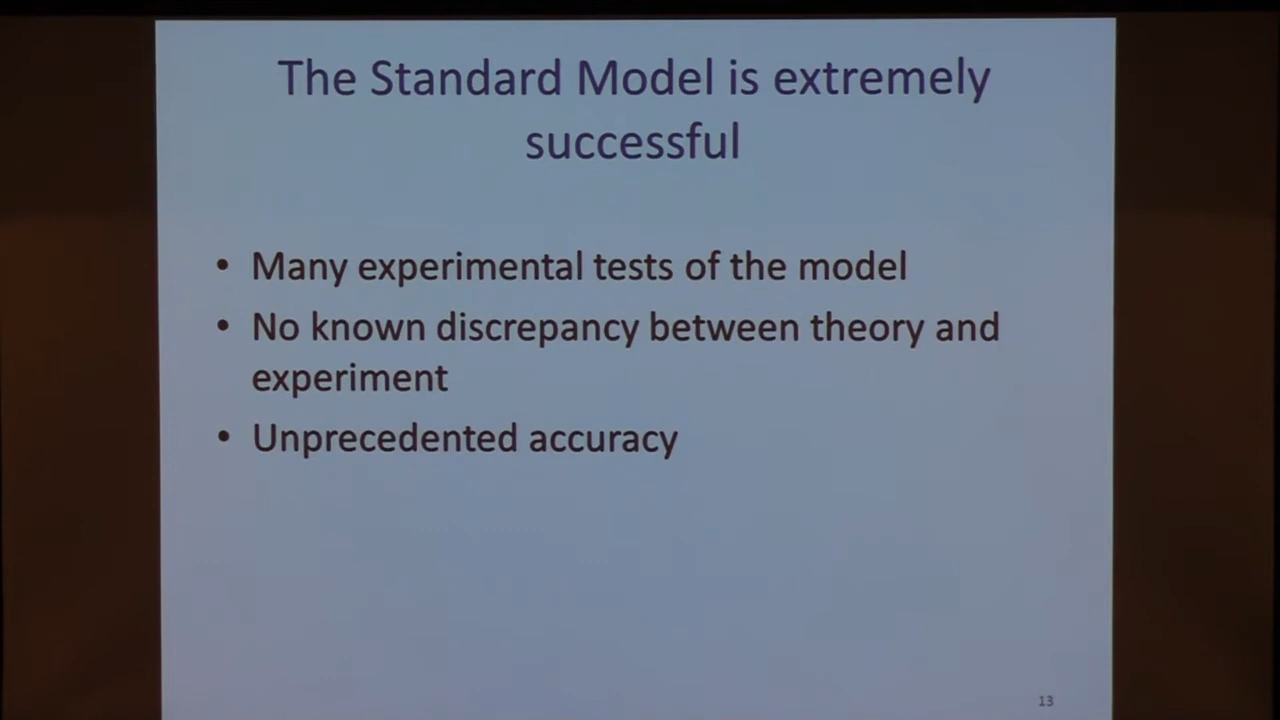 The Standard Model is extremely
successful
• Many experimental tests of the model
• No known discrepancy between theory and
experiment
• Unprecedented accuracy
13